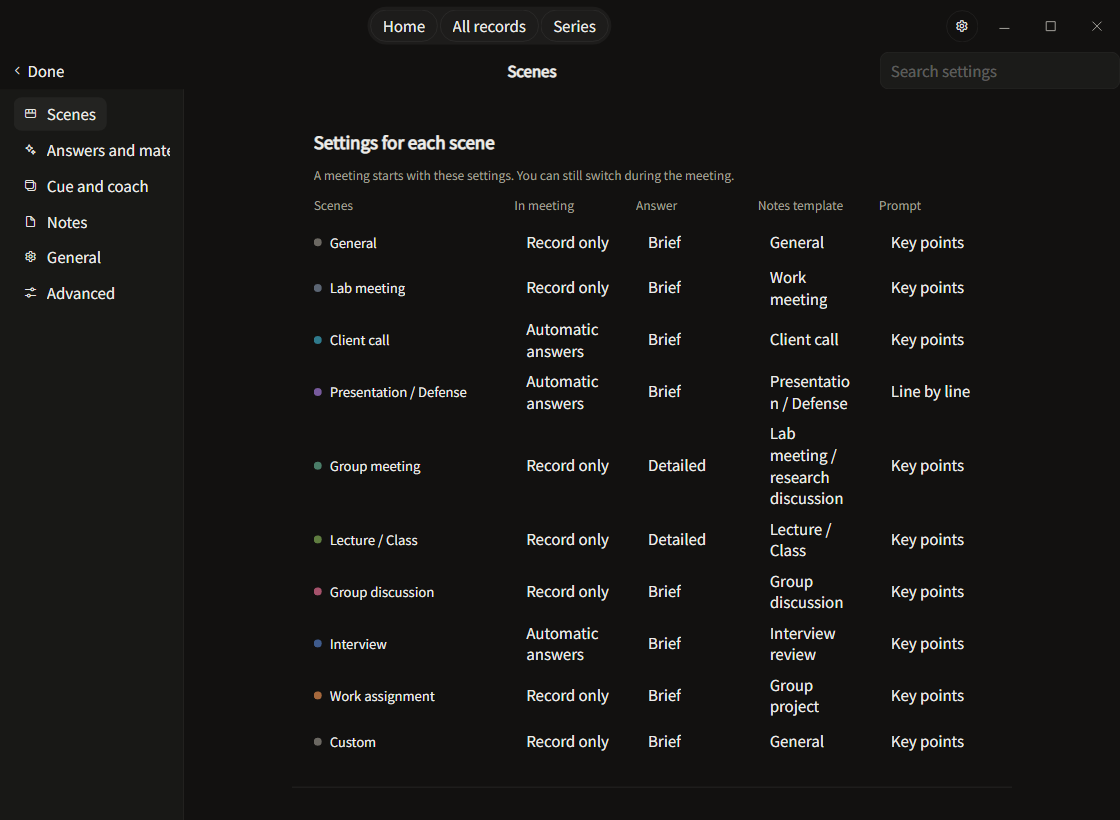 Home All records Series
Done
Scenes
Search settings
Scenes
Answers and mate
Cue and coach
Notes
General
Advanced
Settings for each scene
A meeting starts with these settings. You can still switch during the meeting.
Scenes In meeting Answer Notes template Prompt
General Record only Brief General Key points
Lab meeting Record only Brief Work
meeting Key points
Client call Automatic
answers Brief Client call Key points
Presentation / Defense Automatic
answers Brief Presentatio
n / Defense Line by line
Group meeting Record only Detailed Lab
meeting /
research
discussion Key points
Lecture / Class Record only Detailed Lecture /
Class Key points
Group discussion Record only Brief Group
discussion Key points
Interview Automatic
answers Brief Interview
review Key points
Work assignment Record only Brief Group
project Key points
Custom Record only Brief General Key points